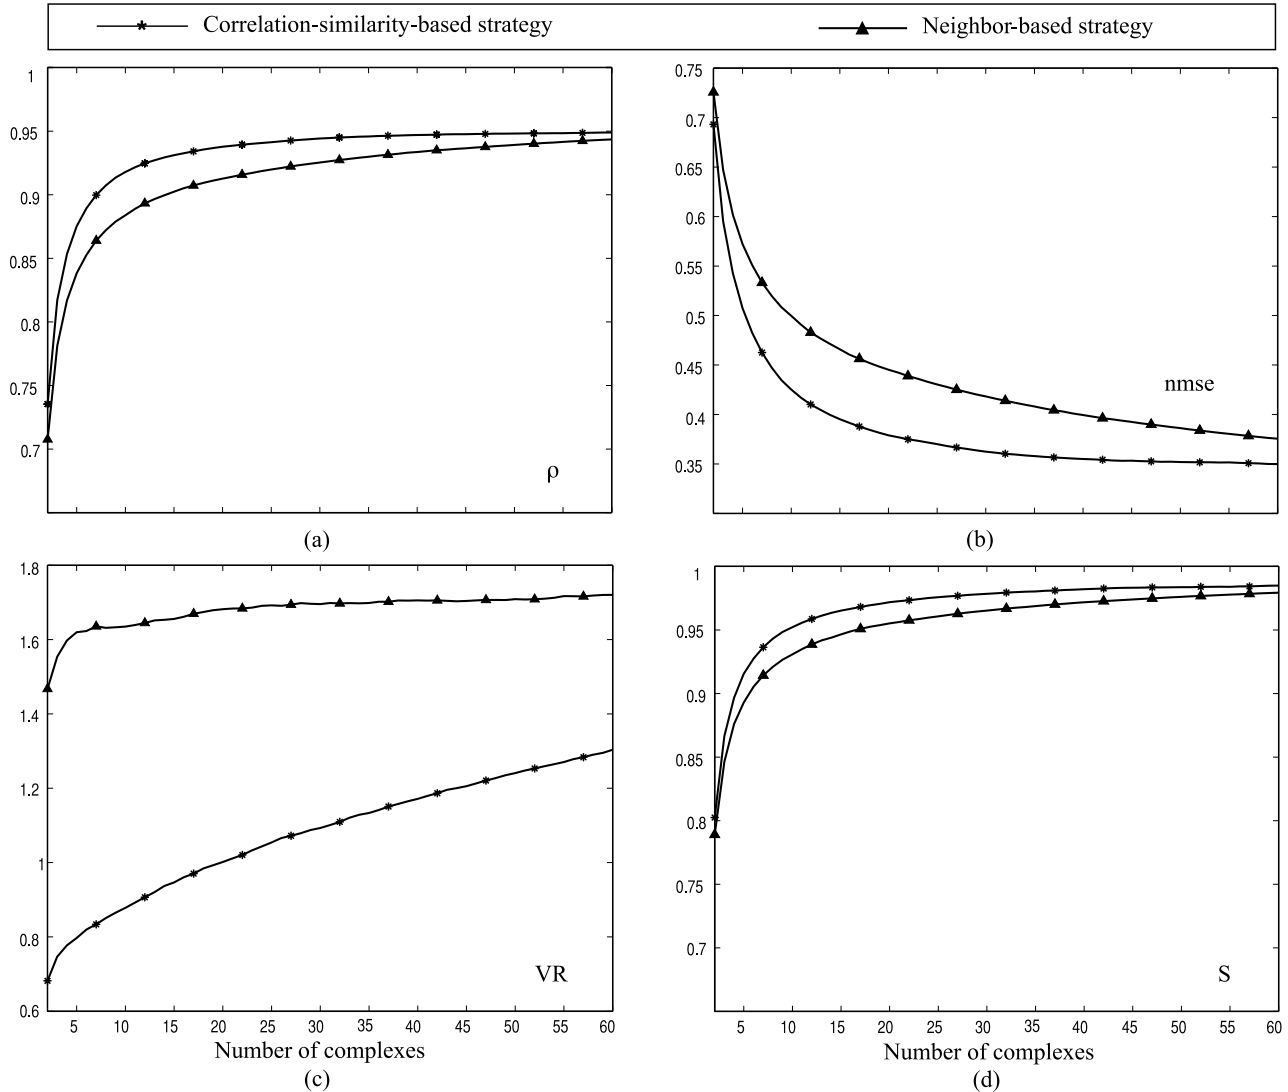 Correlation-similarity-based strategy Neighbor-based strategy
1
0.95
0.9
0.85
0.8
0.75
0.7
ρ
(a)
0.75
0.7
0.65
0.6
0.55
0.5
0.45
0.4
0.35
nmse
(b)
1.8
1.6
1.4
1.2
1
0.8
0.6
VR
5 10 15 20 25 30 35 40 45 50 55 60
Number of complexes
(c)
1
0.95
0.9
0.85
0.8
0.75
0.7
S
5 10 15 20 25 30 35 40 45 50 55 60
Number of complexes
(d)